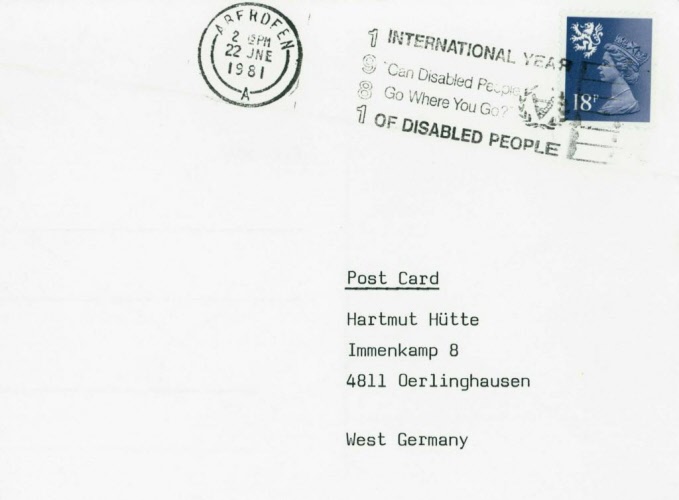 ABERDEEN
2 PM
22 JNE
1981
A
1 INTERNATIONAL YEAR
9 "Can Disabled People
8 Go Where You Go?"
1 OF DISABLED PEOPLE
18P
Post Card
Hartmut Hütte
Immenkamp 8
4811 Oerlinghausen
West Germany